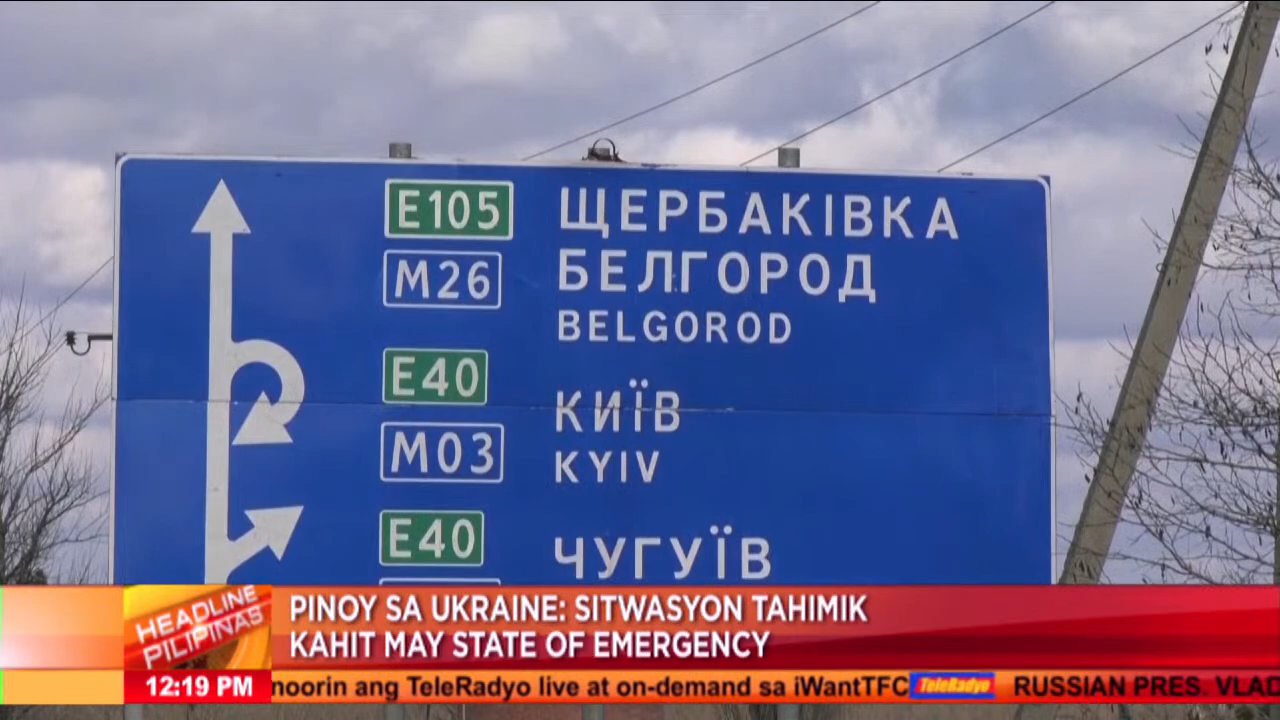 E105 ЩЕРБАКІВКА
M26 БЕЛГОРОД
BELGOROD
E40 КИЇВ
M03 KYIV
E40 ЧУГУЇВ
HEADLINE
PILIPINAS
PINOY SA UKRAINE: SITWASYON TAHIMIK
KAHIT MAY STATE OF EMERGENCY
12:19 PM
noorin ang TeleRadyo live at on-demand sa iWantTFC TeleRadyo RUSSIAN PRES. VLAD